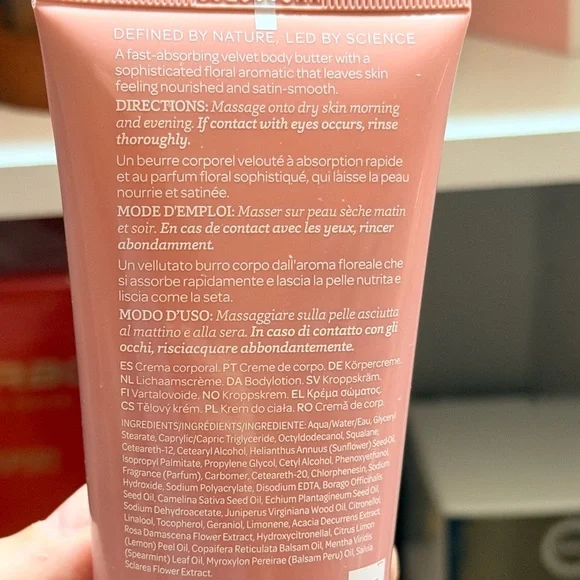 DEFINED BY NATURE, LED BY SCIENCE
A fast-absorbing velvet body butter with a
sophisticated floral aromatic that leaves skin
feeling nourished and satin-smooth.
DIRECTIONS: Massage onto dry skin morning
and evening. If contact with eyes occurs, rinse
thoroughly.
Un beurre corporel velouté à absorption rapide
et au parfum floral sophistiqué, qui laisse la peau
nourrie et satinée.
MODE D'EMPLOI: Masser sur peau sèche matin
et soir. En cas de contact avec les yeux, rincer
abondamment.
Un vellutato burro corpo dall'aroma floreale che
si assorbe rapidamente e lascia la pelle nutrita e
liscia come la seta.
MODO D'USO: Massaggiare sulla pelle asciutta
al mattino e alla sera. In caso di contatto con gli
occhi, risciacquare abbondantemente.
ES Crema corporal. PT Creme de corpo. DE Körpercreme.
NL Lichaamscrème. DA Bodylotion. SV Kroppskräm.
FI Vartalovoide. NO Kroppskrem. EL Κρέμα σώματος.
CS Tělový krém. PL Krem do ciała. RO Cremă de corp.
INGREDIENTS/INGRÉDIENTS/INGREDIENTE: Aqua/Water/Eau, Glyceryl
Stearate, Caprylic/Capric Triglyceride, Octyldodecanol, Squalane,
Ceteareth-12, Cetearyl Alcohol, Helianthus Annuus (Sunflower) Seed Oil,
Isopropyl Palmitate, Propylene Glycol, Cetyl Alcohol, Phenoxyethanol,
Fragrance (Parfum), Carbomer, Ceteareth-20, Chlorphenesin, Sodium
Hydroxide, Sodium Polyacrylate, Disodium EDTA, Borago Officinalis
Seed Oil, Camelina Sativa Seed Oil, Echium Plantagineum Seed Oil,
Sodium Dehydroacetate, Juniperus Virginiana Wood Oil, Citronellol,
Linalool, Tocopherol, Geraniol, Limonene, Acacia Decurrens Extract,
Rosa Damascena Flower Extract, Hydroxycitronellal, Citrus Limon
(Lemon) Peel Oil, Copaifera Reticulata Balsam Oil, Mentha Viridis
(Spearmint) Leaf Oil, Myroxylon Pereirae (Balsam Peru) Oil, Salvia
Sclarea Flower Extract.